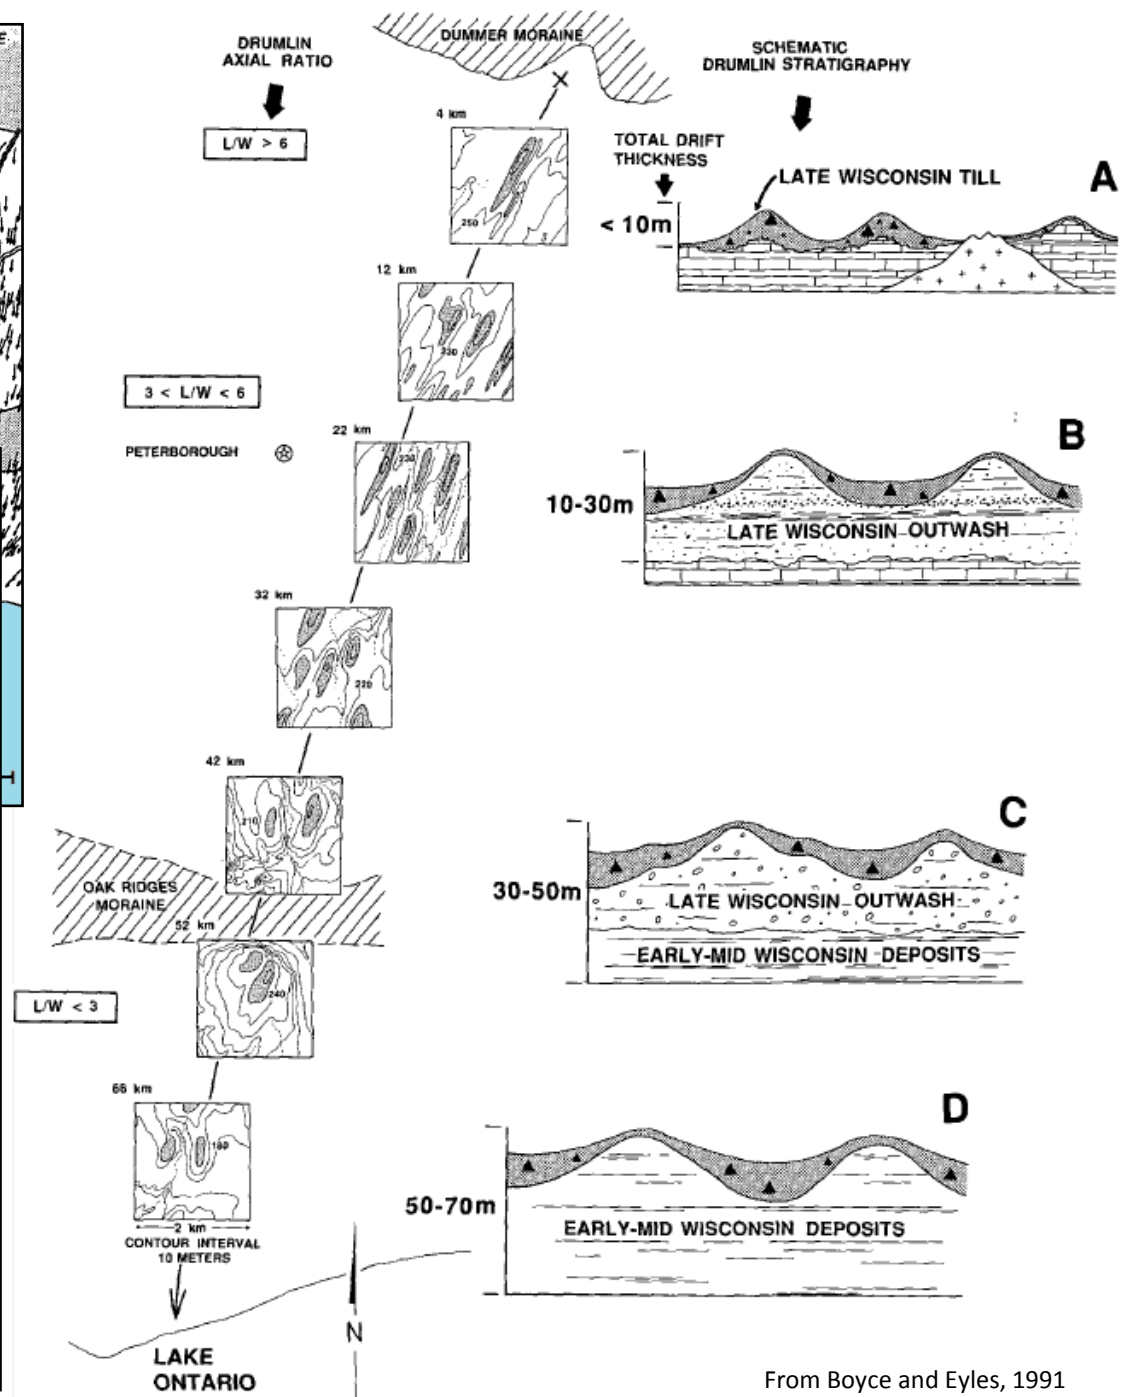 DUMMER MORAINE
DRUMLIN
AXIAL RATIO
SCHEMATIC
DRUMLIN STRATIGRAPHY
4 km
L/W > 6
TOTAL DRIFT
THICKNESS
LATE WISCONSIN TILL
A
< 10m
250
12 km
230
3 < L/W < 6
22 km
PETERBOROUGH
230
B
10-30m
LATE WISCONSIN OUTWASH
32 km
220
42 km
210
C
OAK RIDGES
MORAINE
30-50m
LATE WISCONSIN OUTWASH
52 km
EARLY-MID WISCONSIN DEPOSITS
240
L/W < 3
66 km
D
180
50-70m
2 km
CONTOUR INTERVAL
10 METERS
EARLY-MID WISCONSIN DEPOSITS
N
LAKE
ONTARIO
From Boyce and Eyles, 1991